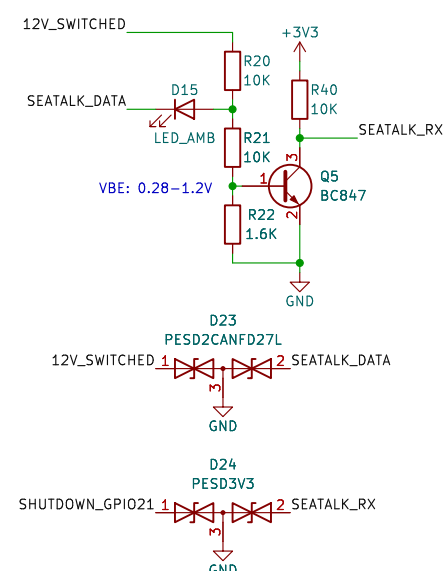 12V_SWITCHED
+3V3
R20
10K
D15
R40
10K
SEATALK_DATA
SEATALK_RX
LED_AMB
R21
10K
3
Q5
BC847
VBE: 0.28-1.2V
1
2
R22
1.6K
GND
D23
PESD2CANFD27L
12V_SWITCHED 1 2 SEATALK_DATA
3
GND
D24
PESD3V3
SHUTDOWN_GPIO21 1 2 SEATALK_RX
3
GND